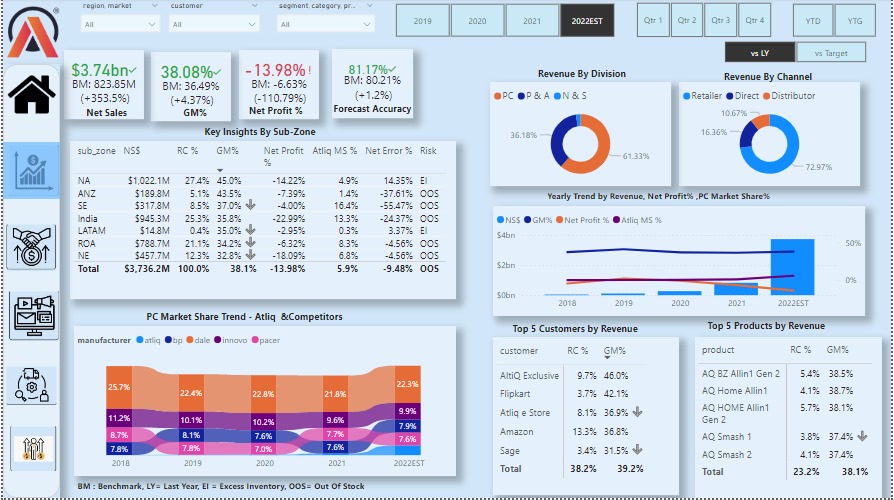 region, market customer segment, category, pr...
All All All
2019 2020 2021 2022EST
Qtr 1 Qtr 2 Qtr 3 Qtr 4
YTD YTG
vs LY vs Target
$3.74bn
BM: 823.85M
(+353.5%)
Net Sales
38.08%
BM: 36.49%
(+4.37%)
GM%
-13.98%!
BM: -6.63%
(-110.79%)
Net Profit %
81.17%
BM: 80.21%
(+1.2%)
Forecast Accuracy
Key Insights By Sub-Zone
sub_zone NS$ RC % GM% Net Profit % Atliq MS % Net Error % Risk
NA $1,022.1M 27.4% 45.0% -14.22% 4.9% 14.35% EI
ANZ $189.8M 5.1% 43.5% -7.39% 1.4% -37.61% OOS
SE $317.8M 8.5% 37.0% -4.00% 16.4% -55.47% OOS
India $945.3M 25.3% 35.8% -22.99% 13.3% -24.37% OOS
LATAM $14.8M 0.4% 35.0% -2.95% 0.3% 3.37% EI
ROA $788.7M 21.1% 34.2% -6.32% 8.3% -4.56% OOS
NE $457.7M 12.3% 32.8% -18.09% 6.8% -4.56% OOS
Total $3,736.2M 100.0% 38.1% -13.98% 5.9% -9.48% OOS
Revenue By Division
PC P & A N & S
36.18%
61.33%
Revenue By Channel
Retailer Direct Distributor
10.67%
16.36%
72.97%
Yearly Trend by Revenue, Net Profit% ,PC Market Share%
NS$ GM% Net Profit % Atliq MS %
$4bn
$2bn
$0bn
50%
0%
2018 2019 2020 2021 2022EST
PC Market Share Trend - Atliq &Competitors
manufacturer atliq bp dale innovo pacer
25.7% 22.4% 22.8% 21.8% 22.3%
11.2% 10.1% 10.2% 9.6% 9.9%
8.7% 8.1% 7.6% 7.7% 7.9%
7.8% 7.8% 7.0% 7.6% 7.6%
2018 2019 2020 2021 2022EST
BM : Benchmark, LY= Last Year, EI = Excess Inventory, OOS= Out Of Stock
Top 5 Customers by Revenue
customer RC % GM%
AltiQ Exclusive 9.7% 46.0%
Flipkart 3.7% 42.1%
Atliq e Store 8.1% 36.9%
Amazon 13.3% 36.8%
Sage 3.4% 31.5%
Total 38.2% 39.2%
Top 5 Products by Revenue
product RC % GM%
AQ BZ Allin1 Gen 2 5.4% 38.5%
AQ Home Allin1 4.1% 38.7%
AQ HOME Allin1 5.7% 38.1%
Gen 2
AQ Smash 1 3.8% 37.4%
AQ Smash 2 4.1% 37.4%
Total 23.2% 38.1%